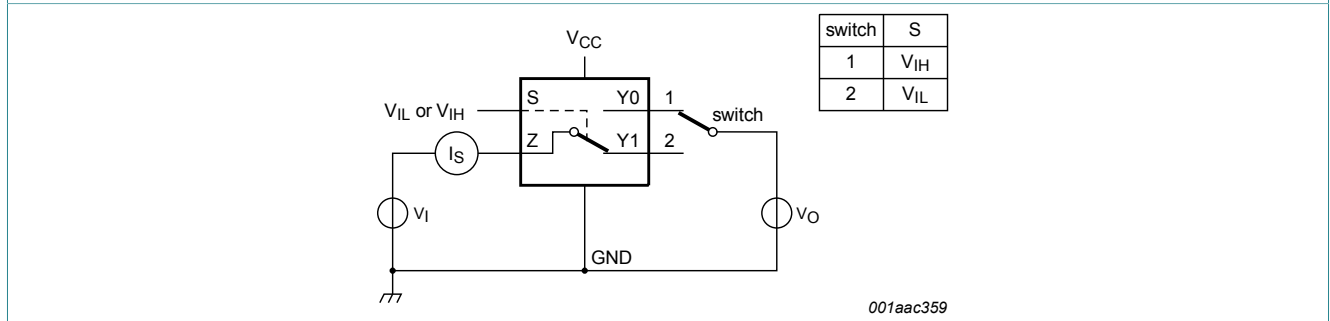 switch S
1 VIH
2 VIL
VCC
VIL or VIH
S
Y0
1
switch
Z
Y1
2
IS
VI
VO
GND
001aac359